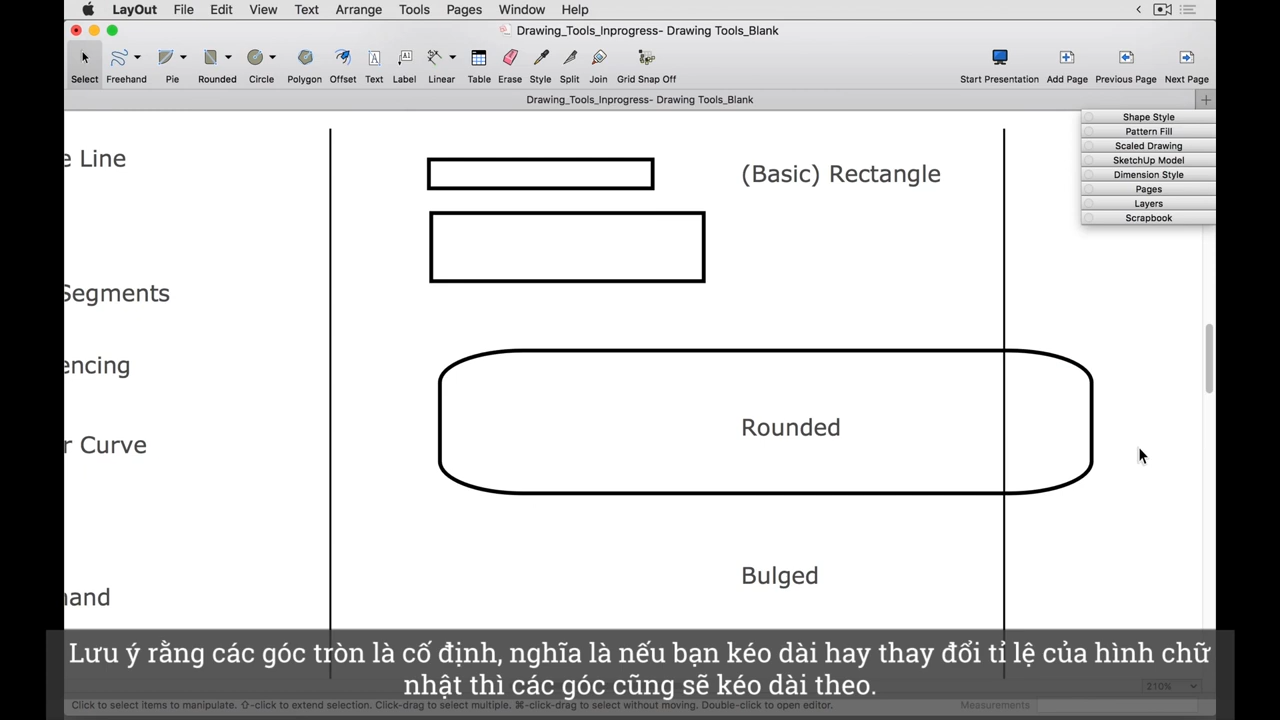 LayOut File Edit View Text Arrange Tools Pages Window Help
Drawing_Tools_Inprogress- Drawing Tools_Blank
Select Freehand Pie Rounded Circle Polygon Offset Text Label Linear Table Erase Style Split Join Grid Snap Off Start Presentation Add Page Previous Page Next Page
Drawing_Tools_Inprogress- Drawing Tools_Blank
Shape Style
Pattern Fill
Scaled Drawing
SketchUp Model
Dimension Style
Pages
Layers
Scrapbook
e Line
(Basic) Rectangle
Segments
encing
r Curve
Rounded
Bulged
hand
Lưu ý rằng các góc tròn là cố định, nghĩa là nếu bạn kéo dài hay thay đổi tỉ lệ của hình chữ
nhật thì các góc cũng sẽ kéo dài theo.
210%
Click to select items to manipulate. ⇧-click to extend selection. Click-drag to select multiple. ⌘-click-drag to select without moving. Double-click to open editor.
Measurements